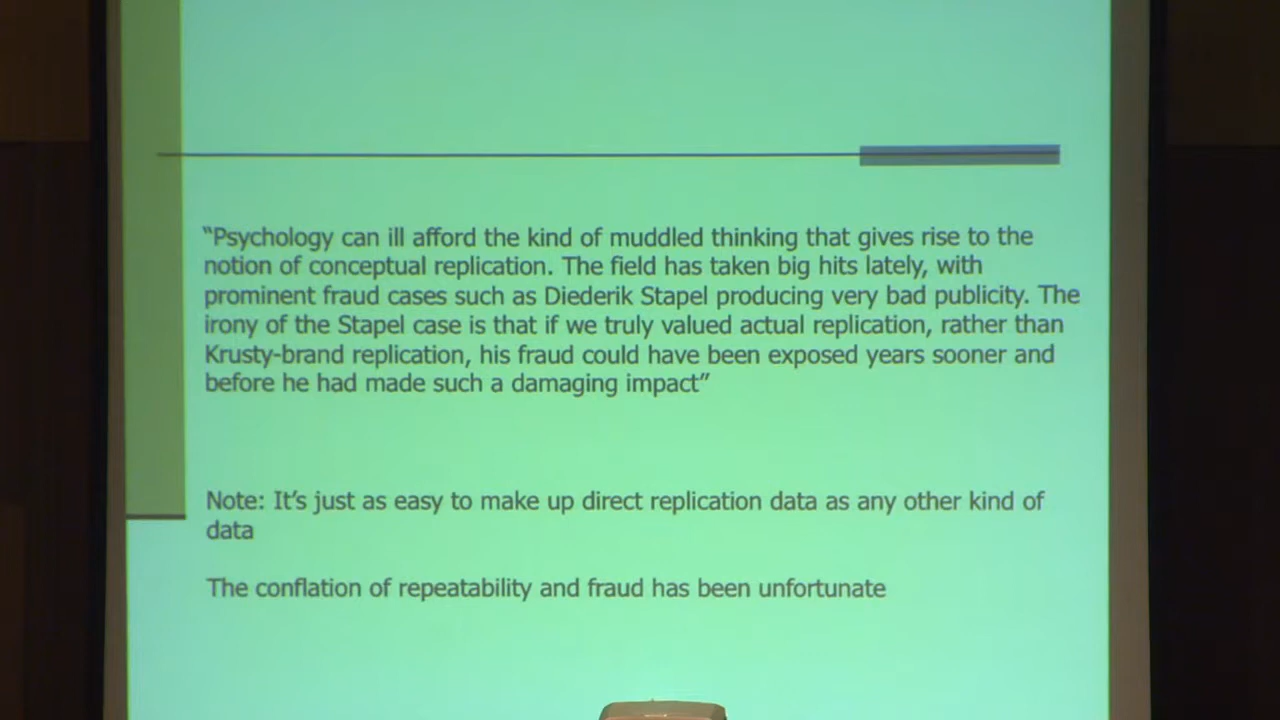 “Psychology can ill afford the kind of muddled thinking that gives rise to the
notion of conceptual replication. The field has taken big hits lately, with
prominent fraud cases such as Diederik Stapel producing very bad publicity. The
irony of the Stapel case is that if we truly valued actual replication, rather than
Krusty-brand replication, his fraud could have been exposed years sooner and
before he had made such a damaging impact”
Note: It’s just as easy to make up direct replication data as any other kind of
data
The conflation of repeatability and fraud has been unfortunate